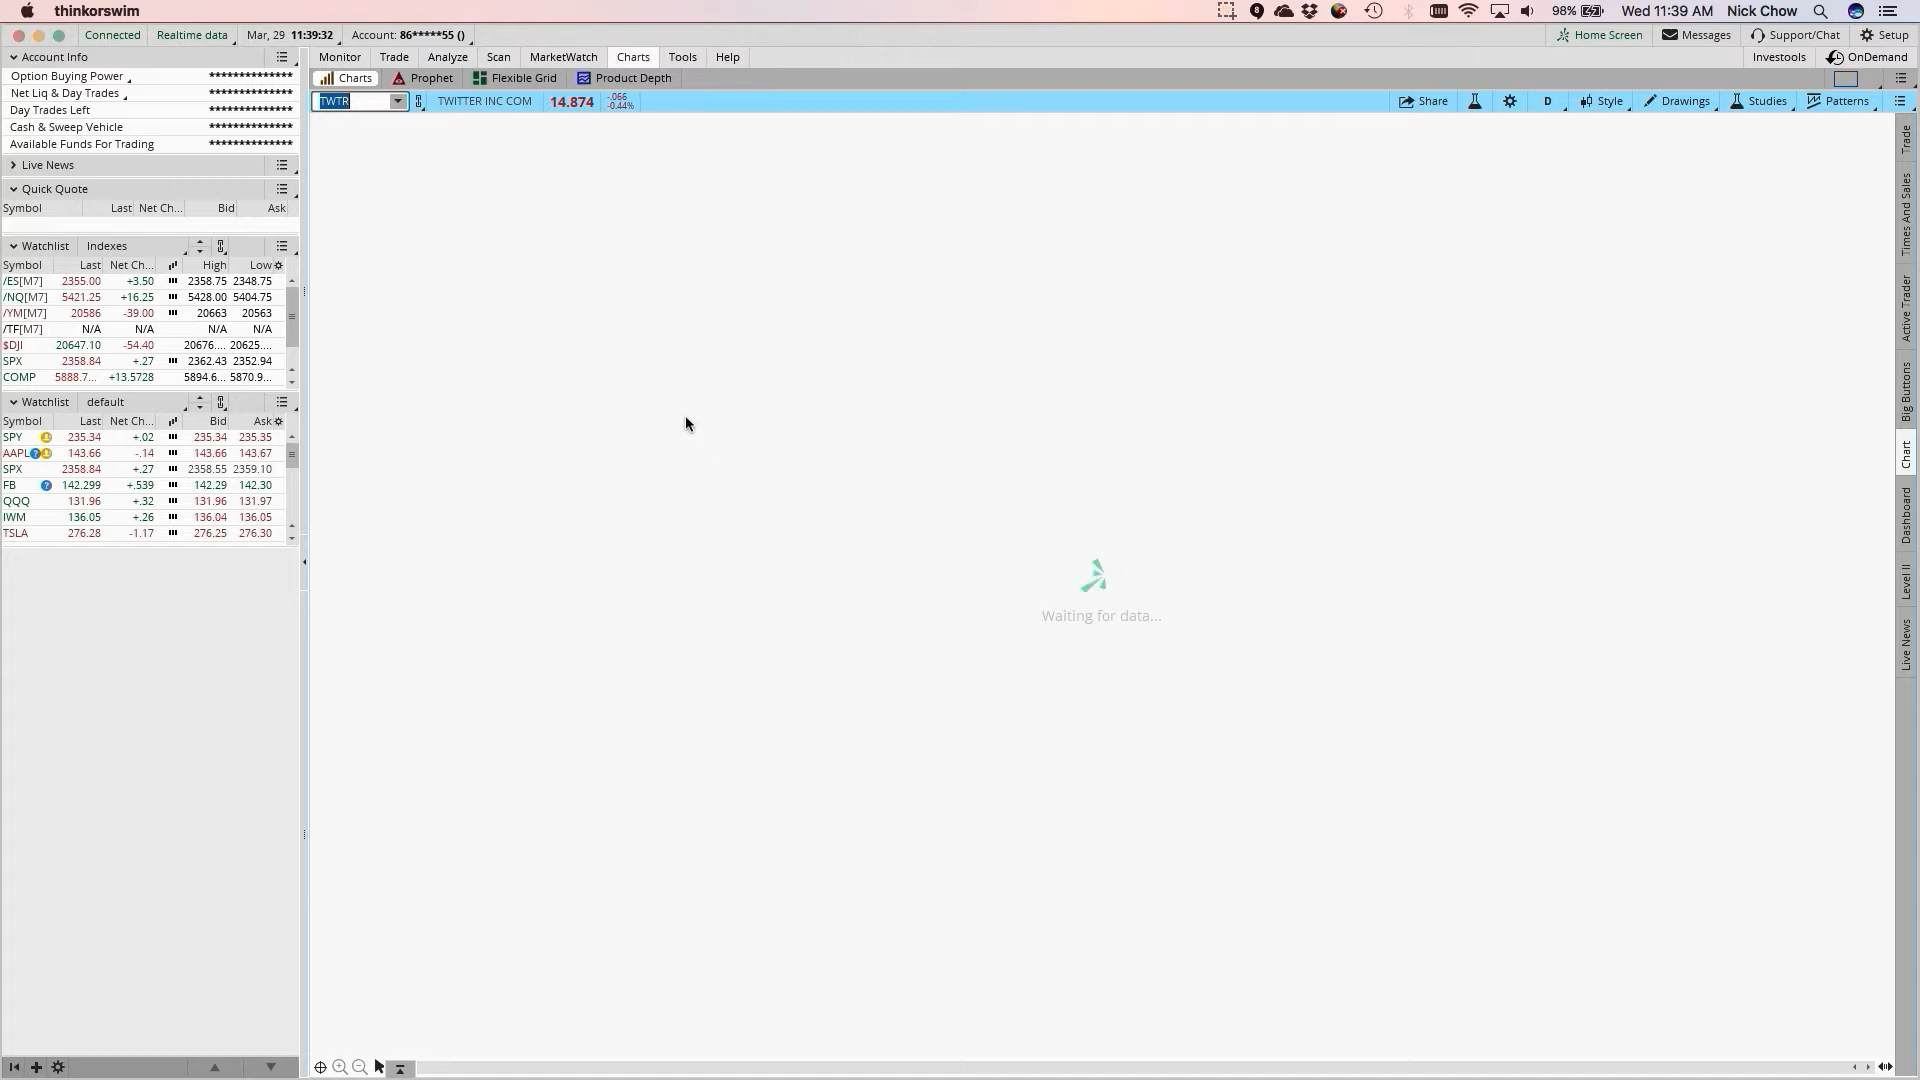 thinkorswim 98% Wed 11:39 AM Nick Chow
Connected Realtime data Mar, 29 11:39:32 Account: 86*****55 () Home Screen Messages Support/Chat Setup
Account Info Monitor Trade Analyze Scan MarketWatch Charts Tools Help Investools OnDemand
Option Buying Power **************
Charts Prophet Flexible Grid Product Depth
Net Liq & Day Trades **************
TWTR TWITTER INC COM 14.874 -.066 -0.44% Share D Style Drawings Studies Patterns
Day Trades Left
Cash & Sweep Vehicle **************
Available Funds For Trading **************
Live News
Quick Quote
Symbol Last Net Ch... Bid Ask
Watchlist Indexes
Symbol Last Net Ch... High Low
/ES[M7] 2355.00 +3.50 2358.75 2348.75
/NQ[M7] 5421.25 +16.25 5428.00 5404.75
/YM[M7] 20586 -39.00 20663 20563
/TF[M7] N/A N/A N/A N/A
$DJI 20647.10 -54.40 20676.... 20625....
SPX 2358.84 +.27 2362.43 2352.94
COMP 5888.7... +13.5728 5894.6... 5870.9...
Watchlist default
Symbol Last Net Ch... Bid Ask
SPY 235.34 +.02 235.34 235.35
AAPL 143.66 -.14 143.66 143.67
SPX 2358.84 +.27 2358.55 2359.10
FB 142.299 +.539 142.29 142.30
QQQ 131.96 +.32 131.96 131.97
IWM 136.05 +.26 136.04 136.05
TSLA 276.28 -1.17 276.25 276.30
Waiting for data...
Trade
Times And Sales
Active Trader
Big Buttons
Chart
Dashboard
Level II
Live News